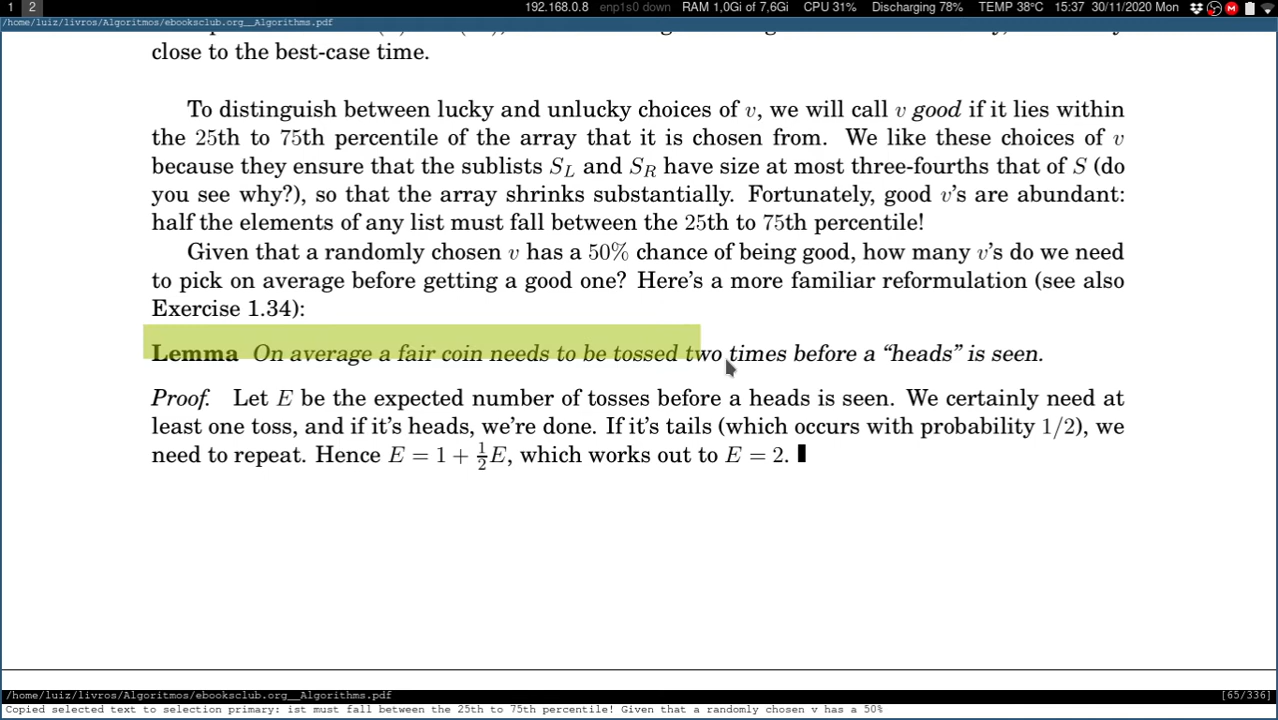 1 2 192.168.0.8 enp1s0 down RAM 1,0Gi of 7,6Gi CPU 31% Discharging 78% TEMP 38°C 15:37 30/11/2020 Mon
/home/luiz/livros/Algoritmos/ebooksclub.org__Algorithms.pdf
close to the best-case time.
To distinguish between lucky and unlucky choices of v, we will call v good if it lies within
the 25th to 75th percentile of the array that it is chosen from. We like these choices of v
because they ensure that the sublists S_L and S_R have size at most three-fourths that of S (do
you see why?), so that the array shrinks substantially. Fortunately, good v's are abundant:
half the elements of any list must fall between the 25th to 75th percentile!
Given that a randomly chosen v has a 50% chance of being good, how many v's do we need
to pick on average before getting a good one? Here's a more familiar reformulation (see also
Exercise 1.34):
Lemma On average a fair coin needs to be tossed two times before a “heads” is seen.
Proof. Let E be the expected number of tosses before a heads is seen. We certainly need at
least one toss, and if it's heads, we're done. If it's tails (which occurs with probability 1/2), we
need to repeat. Hence E = 1 + ½E, which works out to E = 2. ▮
/home/luiz/livros/Algoritmos/ebooksclub.org__Algorithms.pdf [65/336]
Copied selected text to selection primary: ist must fall between the 25th to 75th percentile! Given that a randomly chosen v has a 50%